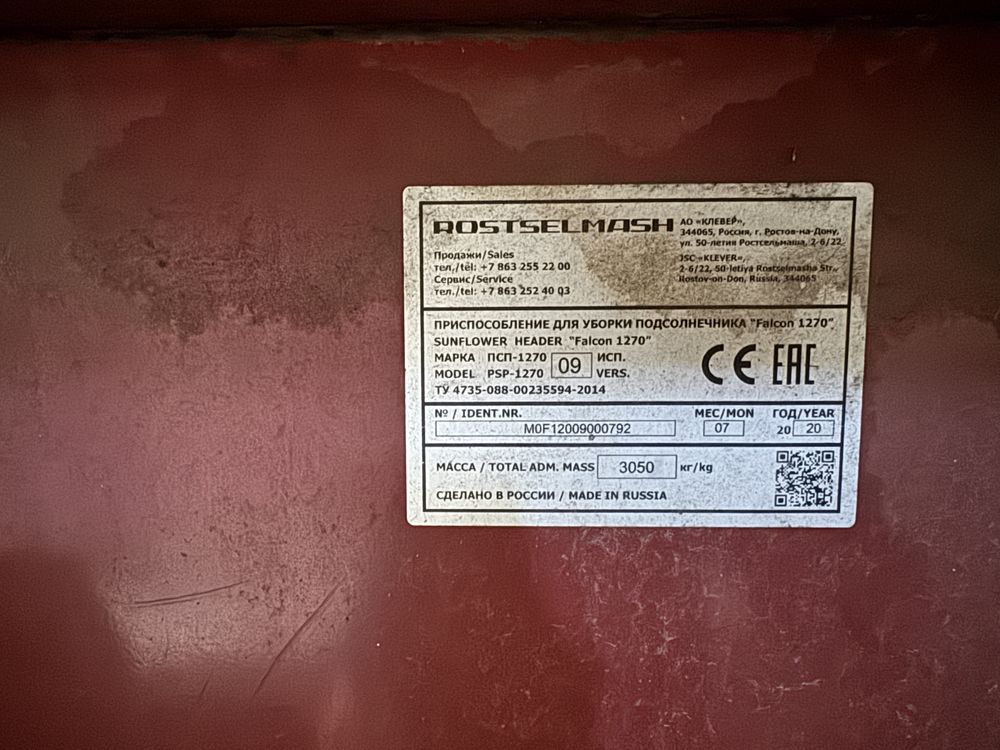 ROSTSELMASH
АО «КЛЕВЕР»,
344065, Россия, г. Ростов-на-Дону,
ул. 50-летия Ростсельмаша, 2-6/22
JSC «KLEVER»,
2-6/22, 50-letiya Rostselmasha Str.,
Rostov-on-Don, Russia, 344065
Продажи/Sales
тел./tel: +7 863 255 22 00
Сервис/Service
тел./tel: +7 863 252 40 03
ПРИСПОСОБЛЕНИЕ ДЛЯ УБОРКИ ПОДСОЛНЕЧНИКА "Falcon 1270"
SUNFLOWER HEADER "Falcon 1270"
МАРКА ПСП-1270 09 ИСП.
MODEL PSP-1270 VERS.
ТУ 4735-088-00235594-2014
CE EAC
№ / IDENT.NR. МЕС/MON ГОД/YEAR
M0F12009000792 07 20 20
МАССА / TOTAL ADM. MASS 3050 кг/kg
СДЕЛАНО В РОССИИ / MADE IN RUSSIA